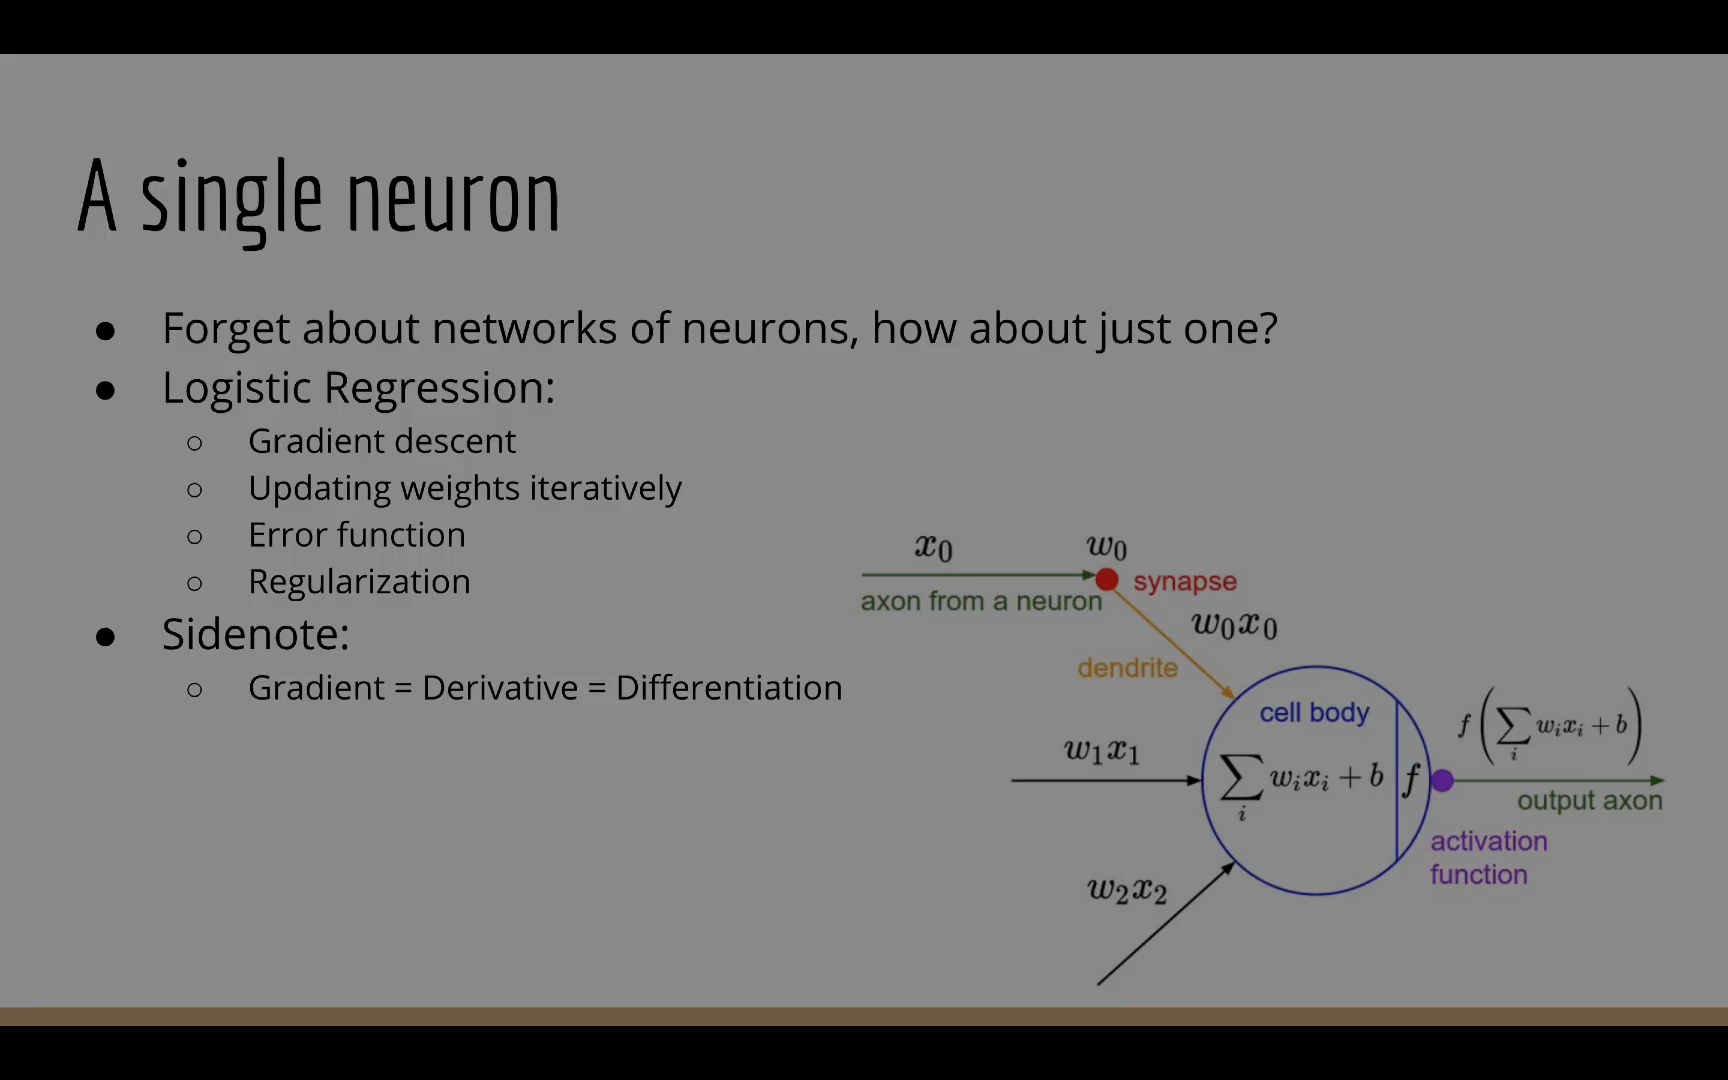 A single neuron
● Forget about networks of neurons, how about just one?
● Logistic Regression:
○ Gradient descent
○ Updating weights iteratively
○ Error function
○ Regularization
● Sidenote:
○ Gradient = Derivative = Differentiation
x₀
w₀
synapse
axon from a neuron
w₀x₀
dendrite
cell body
f(∑ᵢ wᵢxᵢ + b)
w₁x₁
∑ᵢ wᵢxᵢ + b
f
output axon
activation
function
w₂x₂